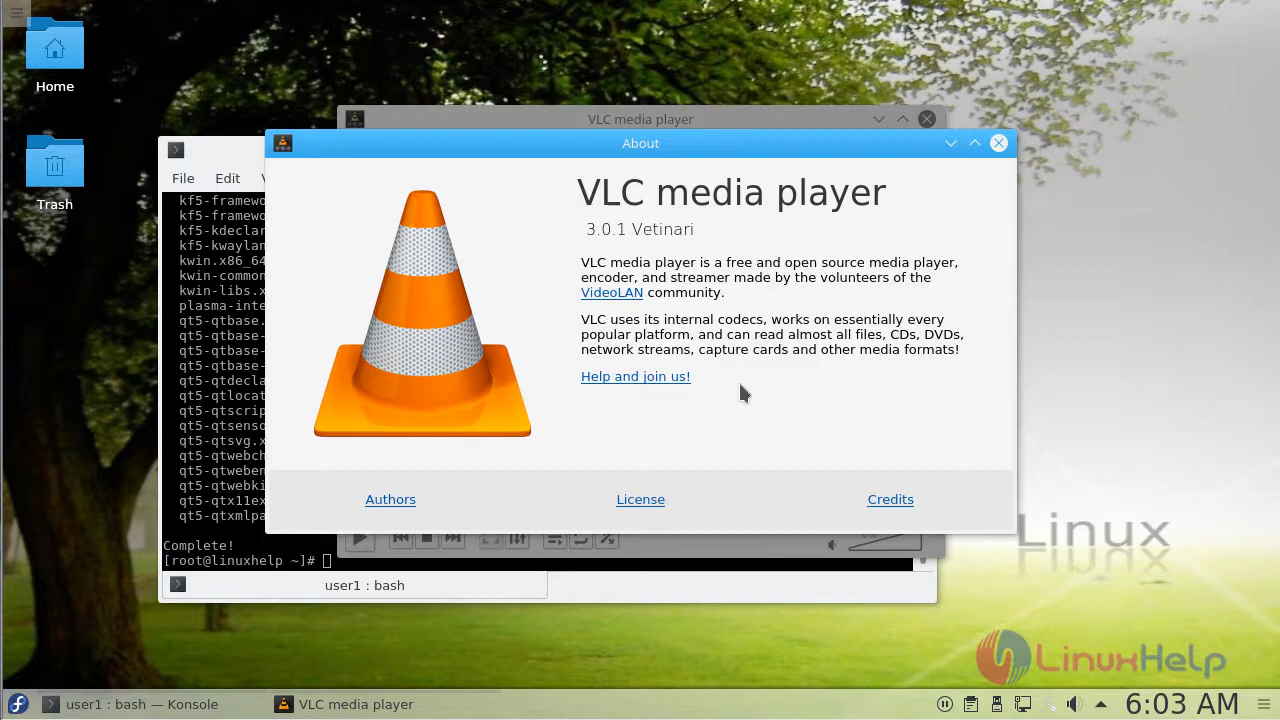 Home
Trash
VLC media player
About
File Edit
kf5-framewo
kf5-framewo
kf5-kdeclar
kf5-kwaylan
kwin.x86_64
kwin-common
kwin-libs.x
plasma-inte
qt5-qtbase.
qt5-qtbase-
qt5-qtbase-
qt5-qtdecla
qt5-qtlocat
qt5-qtscrip
qt5-qtsenso
qt5-qtsvg.x
qt5-qtwebch
qt5-qtweben
qt5-qtwebki
qt5-qtx11ex
qt5-qtxmlpa
Complete!
[root@linuxhelp ~]#
user1 : bash
VLC media player
3.0.1 Vetinari
VLC media player is a free and open source media player,
encoder, and streamer made by the volunteers of the
VideoLAN community.
VLC uses its internal codecs, works on essentially every
popular platform, and can read almost all files, CDs, DVDs,
network streams, capture cards and other media formats!
Help and join us!
Authors License Credits
Linux
LinuxHelp
user1 : bash — Konsole
VLC media player
6:03 AM